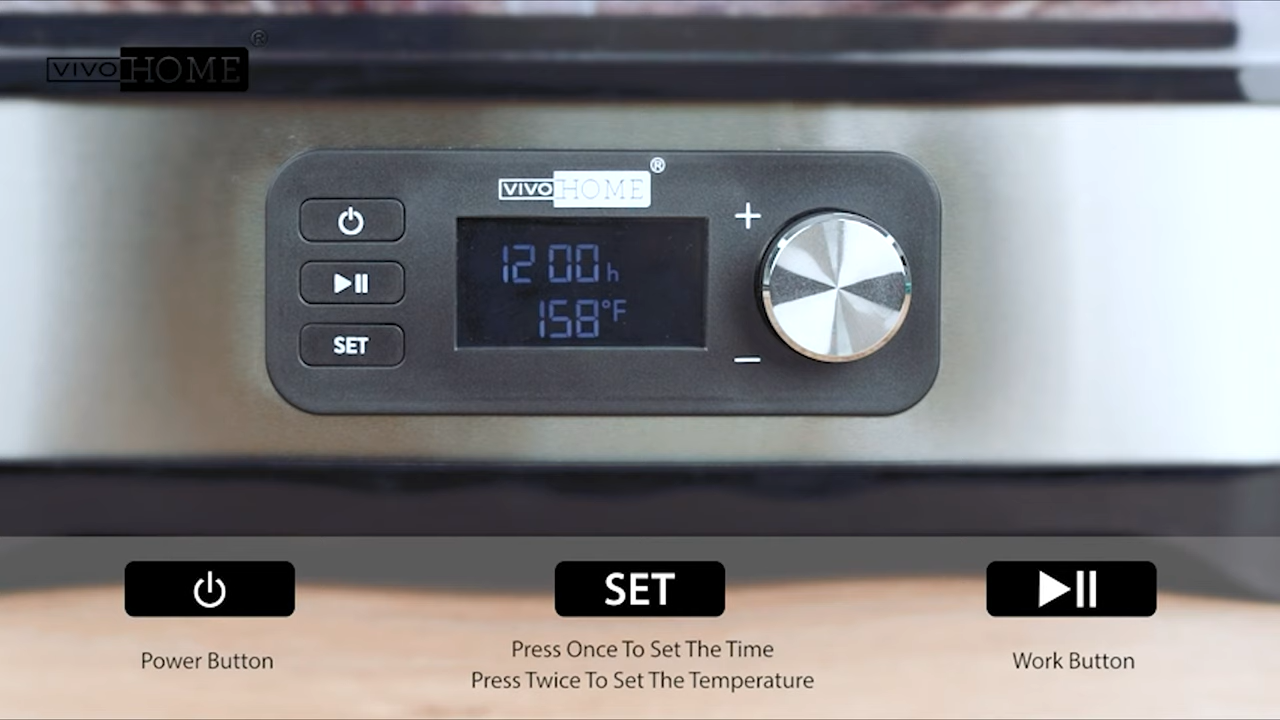 VIVOHOME®
VIVOHOME®
12 00h
158°F
SET
+
−
SET
Power Button
Press Once To Set The Time
Press Twice To Set The Temperature
Work Button